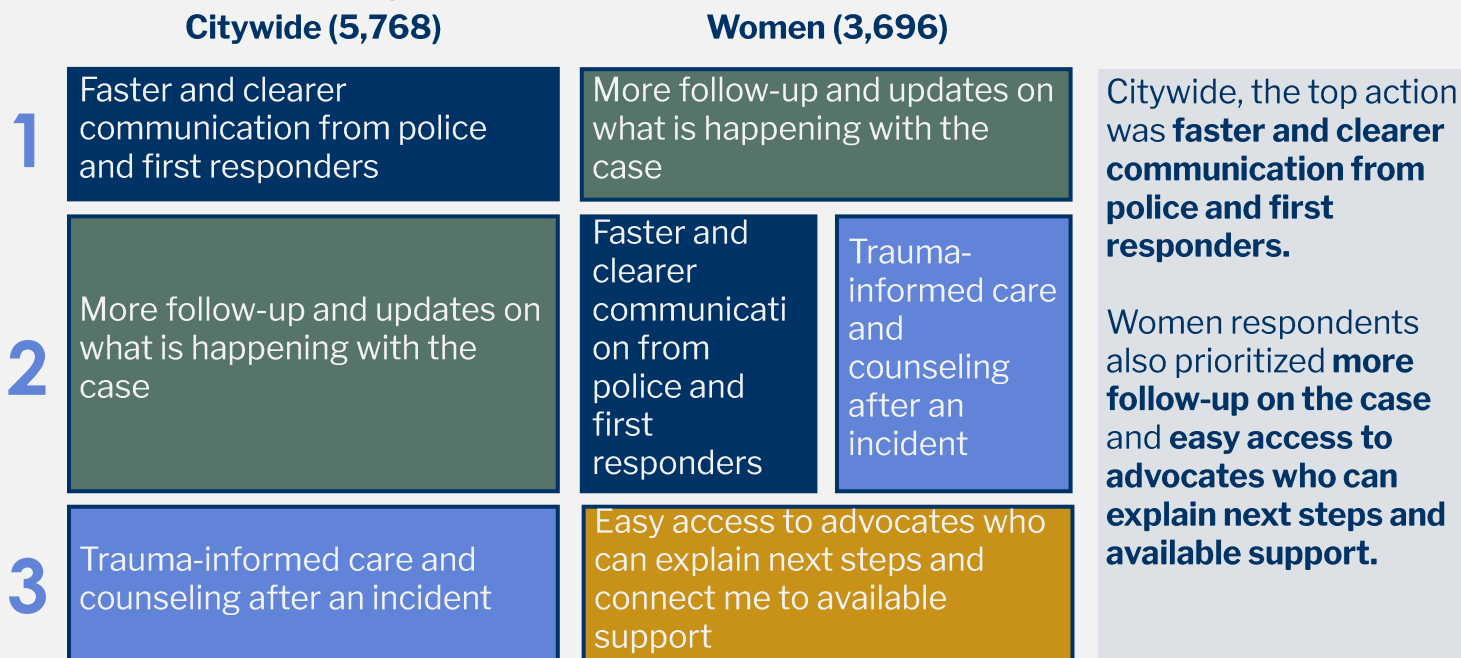 Citywide (5,768)
Women (3,696)
1
Faster and clearer
communication from police
and first responders
More follow-up and updates on
what is happening with the
case
2
More follow-up and updates on
what is happening with the
case
Faster and
clearer
communicati
on from
police and
first
responders
Trauma-
informed care
and
counseling
after an
incident
3
Trauma-informed care and
counseling after an incident
Easy access to advocates who
can explain next steps and
connect me to available
support
Citywide, the top action
was faster and clearer
communication from
police and first
responders.
Women respondents
also prioritized more
follow-up on the case
and easy access to
advocates who can
explain next steps and
available support.